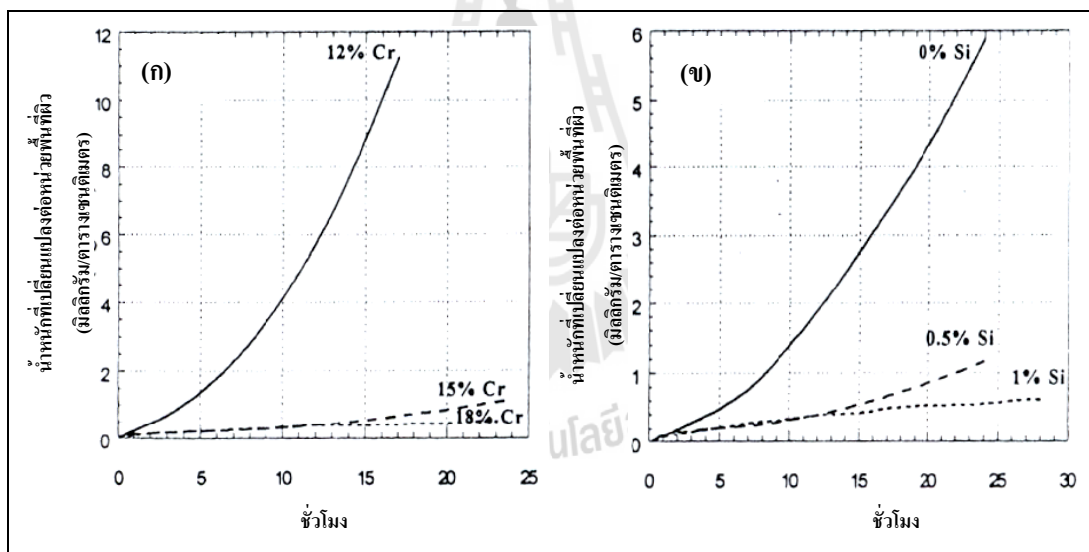 (ก)
น้ำหนักที่เปลี่ยนแปลงต่อหน่วยพื้นที่ผิว
(มิลลิกรัม/ตารางเซนติเมตร)
12
10
8
6
4
2
0
12% Cr
15% Cr
18% Cr
0 5 10 15 20 25
ชั่วโมง
(ข)
น้ำหนักที่เปลี่ยนแปลงต่อหน่วยพื้นที่ผิว
(มิลลิกรัม/ตารางเซนติเมตร)
6
5
4
3
2
1
0
0% Si
0.5% Si
1% Si
0 5 10 15 20 25 30
ชั่วโมง
นโลยี